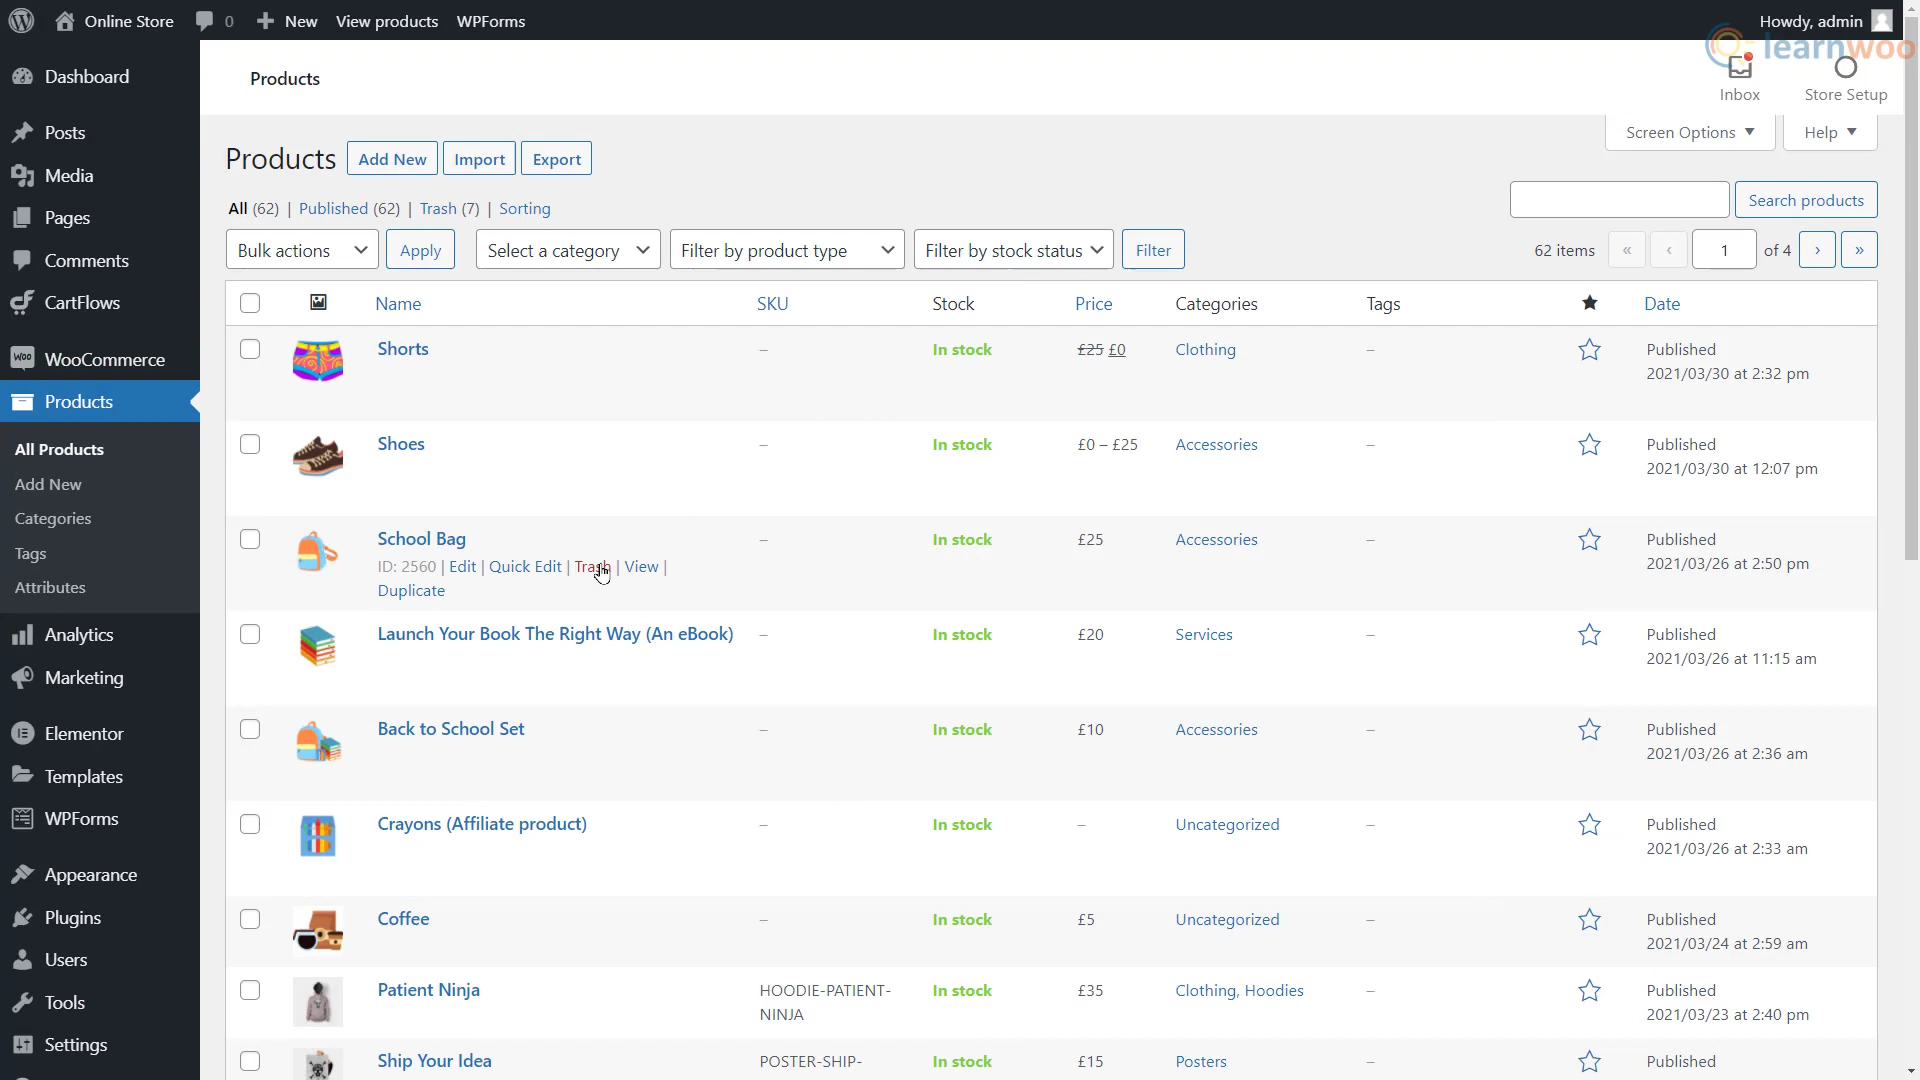 Online Store 0 New View products WPForms Howdy, admin
learnwoo
Dashboard
Posts
Media
Pages
Comments
CartFlows
WooCommerce
Products
All Products
Add New
Categories
Tags
Attributes
Analytics
Marketing
Elementor
Templates
WPForms
Appearance
Plugins
Users
Tools
Settings
Products
Inbox Store Setup
Screen Options Help
Products Add New Import Export
All (62) | Published (62) | Trash (7) | Sorting
Search products
Bulk actions Apply Select a category Filter by product type Filter by stock status Filter 62 items « ‹ 1 of 4 › »
Name SKU Stock Price Categories Tags Date
Shorts – In stock £25 £0 Clothing – Published
2021/03/30 at 2:32 pm
Shoes – In stock £0 – £25 Accessories – Published
2021/03/30 at 12:07 pm
School Bag – In stock £25 Accessories – Published
ID: 2560 | Edit | Quick Edit | Trash | View | 2021/03/26 at 2:50 pm
Duplicate
Launch Your Book The Right Way (An eBook) – In stock £20 Services – Published
2021/03/26 at 11:15 am
Back to School Set – In stock £10 Accessories – Published
2021/03/26 at 2:36 am
Crayons (Affiliate product) – In stock – Uncategorized – Published
2021/03/26 at 2:33 am
Coffee – In stock £5 Uncategorized – Published
2021/03/24 at 2:59 am
Patient Ninja HOODIE-PATIENT- In stock £35 Clothing, Hoodies – Published
NINJA 2021/03/23 at 2:40 pm
Ship Your Idea POSTER-SHIP- In stock £15 Posters – Published